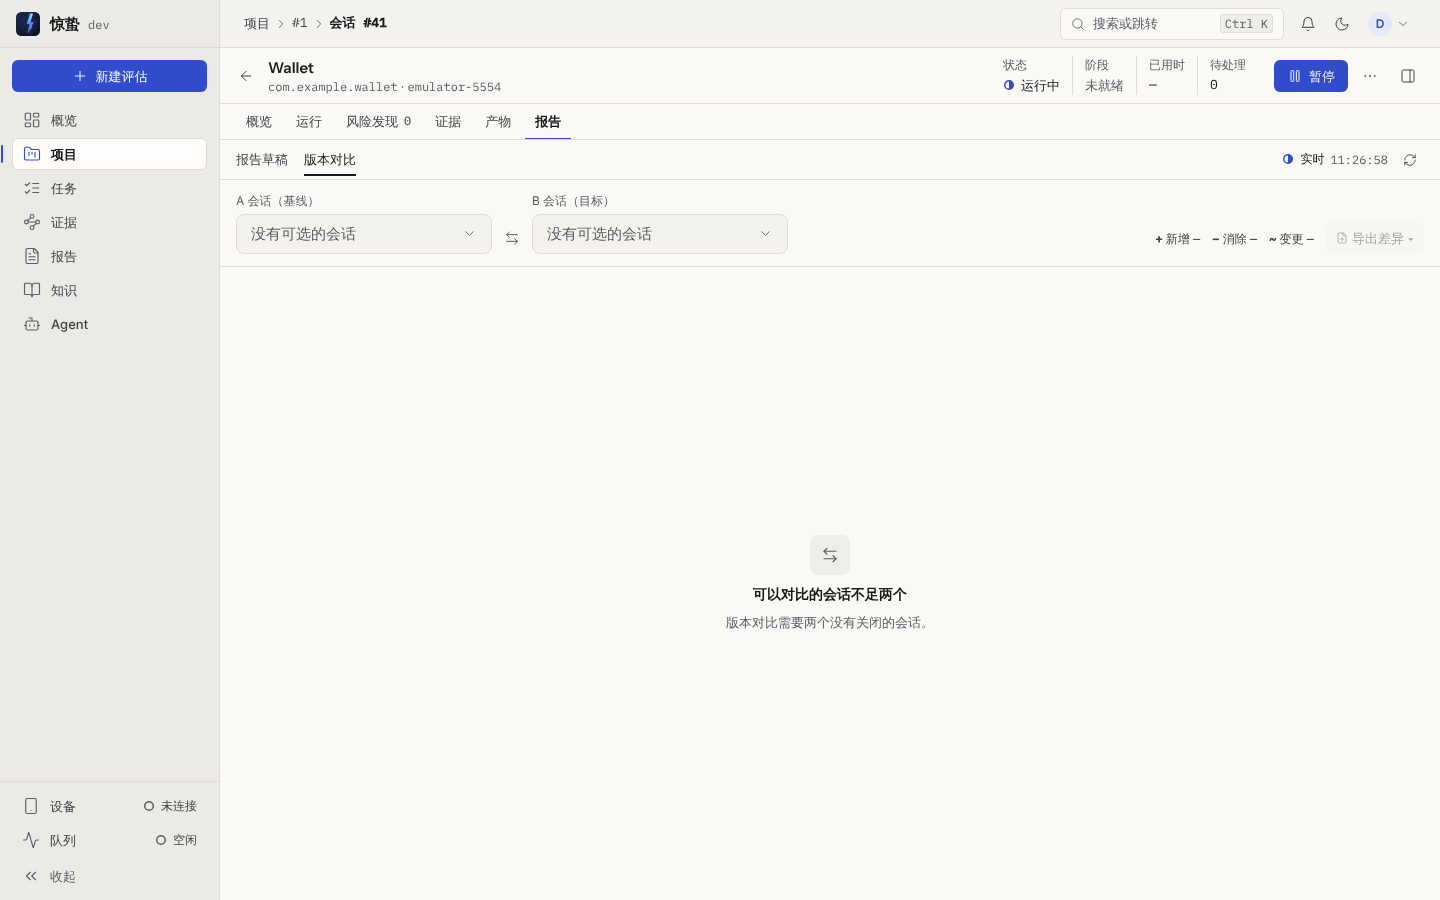 惊蛰 dev
项目 #1 会话 #41
搜索或跳转 Ctrl K
D
新建评估
概览
项目
任务
证据
报告
知识
Agent
设备 未连接
队列 空闲
收起
Wallet
com.example.wallet·emulator-5554
状态 阶段 已用时 待处理
运行中 未就绪 — 0
暂停
概览 运行 风险发现 0 证据 产物 报告
报告草稿 版本对比
实时 11:26:58
A 会话（基线） B 会话（目标）
没有可选的会话 没有可选的会话
+ 新增 — − 消除 — ~ 变更 — 导出差异
可以对比的会话不足两个
版本对比需要两个没有关闭的会话。